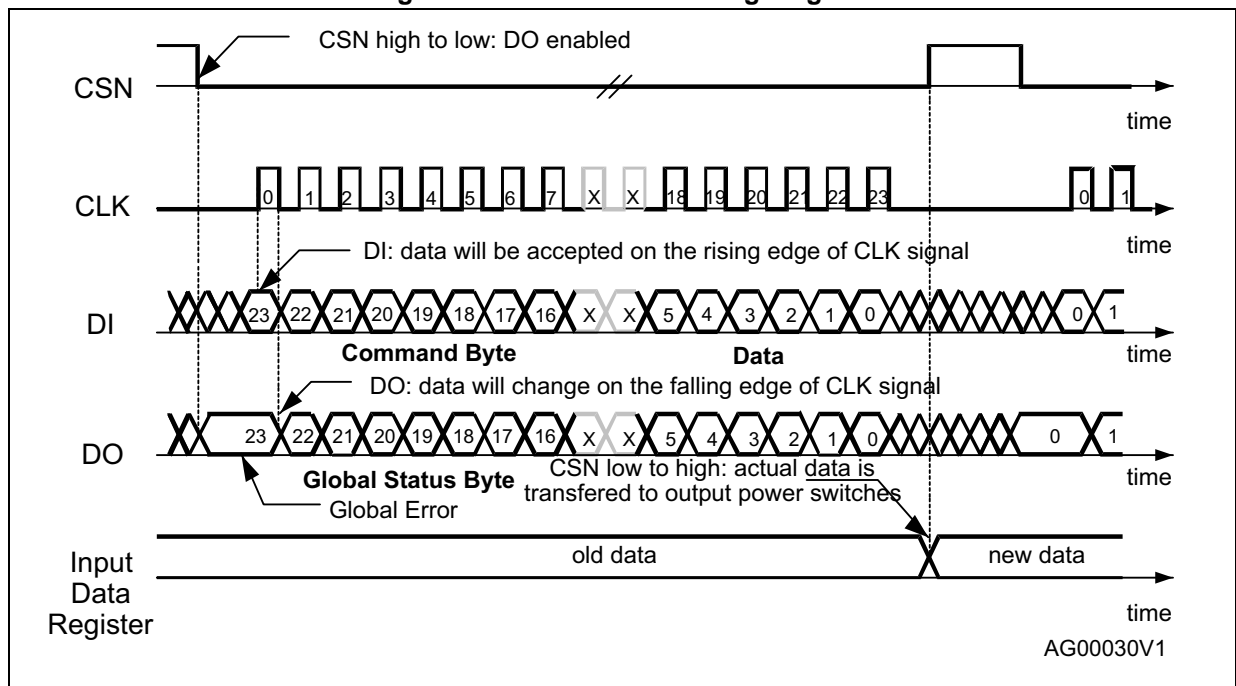 CSN high to low: DO enabled
CSN
time
0 1 2 3 4 5 6 7 X X 18 19 20 21 22 23 0 1
CLK
time
DI: data will be accepted on the rising edge of CLK signal
23 22 21 20 19 18 17 16 X X 5 4 3 2 1 0 0 1
DI
Command Byte Data
time
DO: data will change on the falling edge of CLK signal
23 22 21 20 19 18 17 16 X X 5 4 3 2 1 0 0 1
DO
CSN low to high: actual data is
Global Status Byte
transfered to output power switches
time
Global Error
old data new data
Input
Data
Register
time
AG00030V1